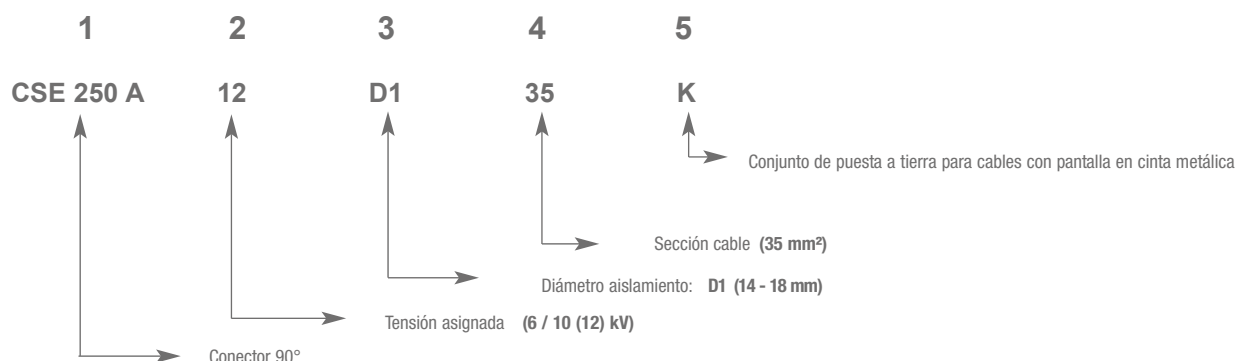 1 2 3 4 5
CSE 250 A 12 D1 35 K
Conjunto de puesta a tierra para cables con pantalla en cinta metálica
Sección cable (35 mm²)
Diámetro aislamiento: D1 (14 - 18 mm)
Tensión asignada (6 / 10 (12) kV)
Conector 90°